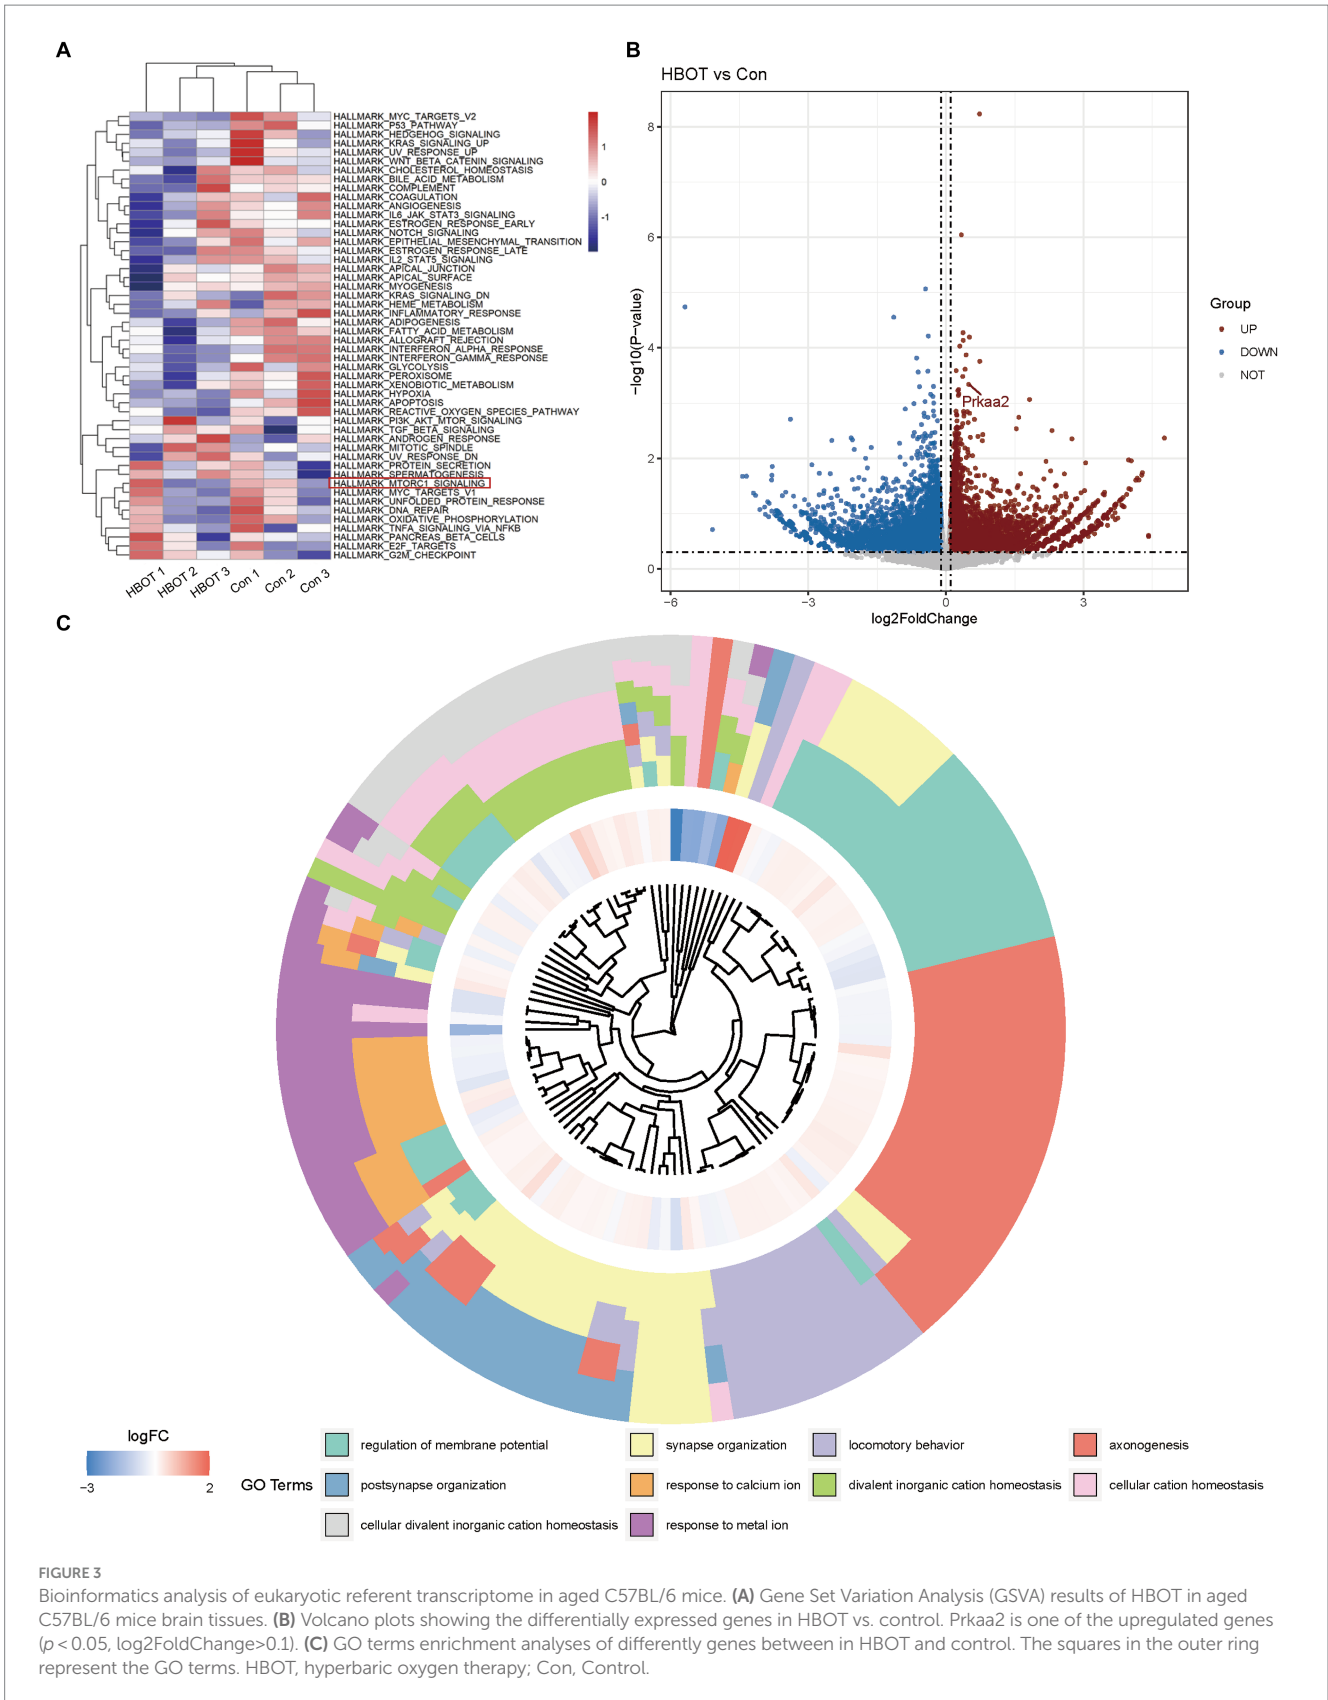 A
HALLMARK_MYC_TARGETS_V2
HALLMARK_P53_PATHWAY
HALLMARK_HEDGEHOG_SIGNALING
HALLMARK_KRAS_SIGNALING_UP
HALLMARK_UV_RESPONSE_UP
HALLMARK_WNT_BETA_CATENIN_SIGNALING
HALLMARK_CHOLESTEROL_HOMEOSTASIS
HALLMARK_BILE_ACID_METABOLISM
HALLMARK_COMPLEMENT
HALLMARK_COAGULATION
HALLMARK_ANGIOGENESIS
HALLMARK_IL6_JAK_STAT3_SIGNALING
HALLMARK_ESTROGEN_RESPONSE_EARLY
HALLMARK_NOTCH_SIGNALING
HALLMARK_EPITHELIAL_MESENCHYMAL_TRANSITION
HALLMARK_ESTROGEN_RESPONSE_LATE
HALLMARK_IL2_STAT5_SIGNALING
HALLMARK_APICAL_JUNCTION
HALLMARK_APICAL_SURFACE
HALLMARK_MYOGENESIS
HALLMARK_KRAS_SIGNALING_DN
HALLMARK_HEME_METABOLISM
HALLMARK_INFLAMMATORY_RESPONSE
HALLMARK_ADIPOGENESIS
HALLMARK_FATTY_ACID_METABOLISM
HALLMARK_ALLOGRAFT_REJECTION
HALLMARK_INTERFERON_ALPHA_RESPONSE
HALLMARK_INTERFERON_GAMMA_RESPONSE
HALLMARK_GLYCOLYSIS
HALLMARK_PEROXISOME
HALLMARK_XENOBIOTIC_METABOLISM
HALLMARK_HYPOXIA
HALLMARK_APOPTOSIS
HALLMARK_REACTIVE_OXYGEN_SPECIES_PATHWAY
HALLMARK_PI3K_AKT_MTOR_SIGNALING
HALLMARK_TGF_BETA_SIGNALING
HALLMARK_ANDROGEN_RESPONSE
HALLMARK_MITOTIC_SPINDLE
HALLMARK_UV_RESPONSE_DN
HALLMARK_PROTEIN_SECRETION
HALLMARK_SPERMATOGENESIS
HALLMARK_MTORC1_SIGNALING
HALLMARK_MYC_TARGETS_V1
HALLMARK_UNFOLDED_PROTEIN_RESPONSE
HALLMARK_DNA_REPAIR
HALLMARK_OXIDATIVE_PHOSPHORYLATION
HALLMARK_TNFA_SIGNALING_VIA_NFKB
HALLMARK_PANCREAS_BETA_CELLS
HALLMARK_E2F_TARGETS
HALLMARK_G2M_CHECKPOINT
HBOT 1 HBOT 2 HBOT 3 Con 1 Con 2 Con 3
1
0
-1
B
HBOT vs Con
−log10(P−value)
8
6
4
2
0
Prkaa2
−6 −3 0 3
log2FoldChange
Group
UP
DOWN
NOT
C
logFC
−3 2
GO Terms
regulation of membrane potential
synapse organization
locomotory behavior
axonogenesis
postsynapse organization
response to calcium ion
divalent inorganic cation homeostasis
cellular cation homeostasis
cellular divalent inorganic cation homeostasis
response to metal ion
FIGURE 3
Bioinformatics analysis of eukaryotic referent transcriptome in aged C57BL/6 mice. (A) Gene Set Variation Analysis (GSVA) results of HBOT in aged
C57BL/6 mice brain tissues. (B) Volcano plots showing the differentially expressed genes in HBOT vs. control. Prkaa2 is one of the upregulated genes
(p < 0.05, log2FoldChange>0.1). (C) GO terms enrichment analyses of differently genes between in HBOT and control. The squares in the outer ring
represent the GO terms. HBOT, hyperbaric oxygen therapy; Con, Control.